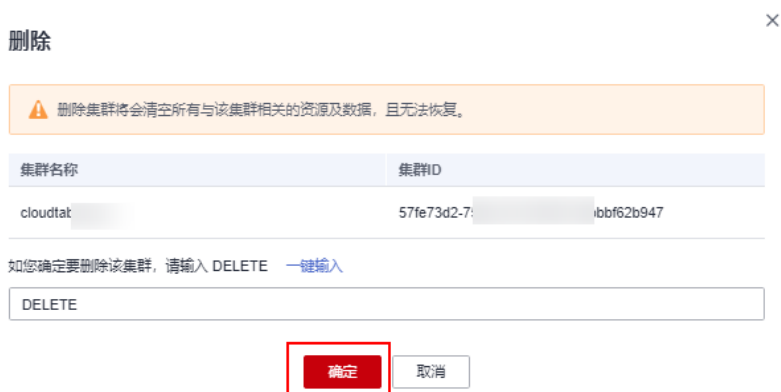 删除
删除集群将会清空所有与该集群相关的资源及数据，且无法恢复。
集群名称 集群ID
cloudtab 57fe73d2-7 bbf62b947
如您确定要删除该集群，请输入 DELETE 一键输入
DELETE
确定 取消